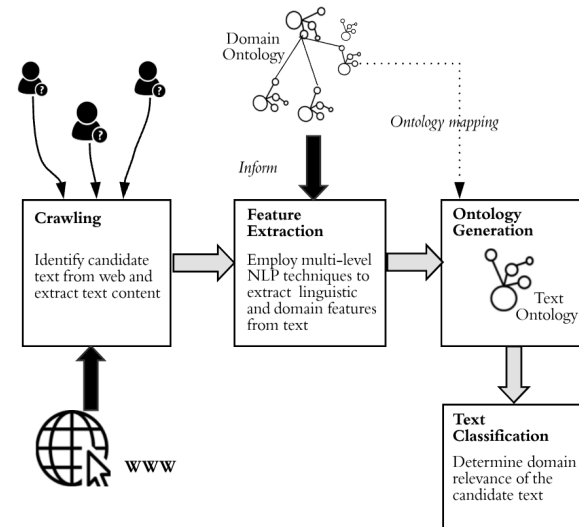 Domain
Ontology
?
?
?
Ontology mapping
Inform
Crawling
Identify candidate
text from web and
extract text content
Feature
Extraction
Employ multi-level
NLP techniques to
extract linguistic
and domain features
from text
Ontology
Generation
Text
Ontology
WWW
Text
Classification
Determine domain
relevance of the
candidate text